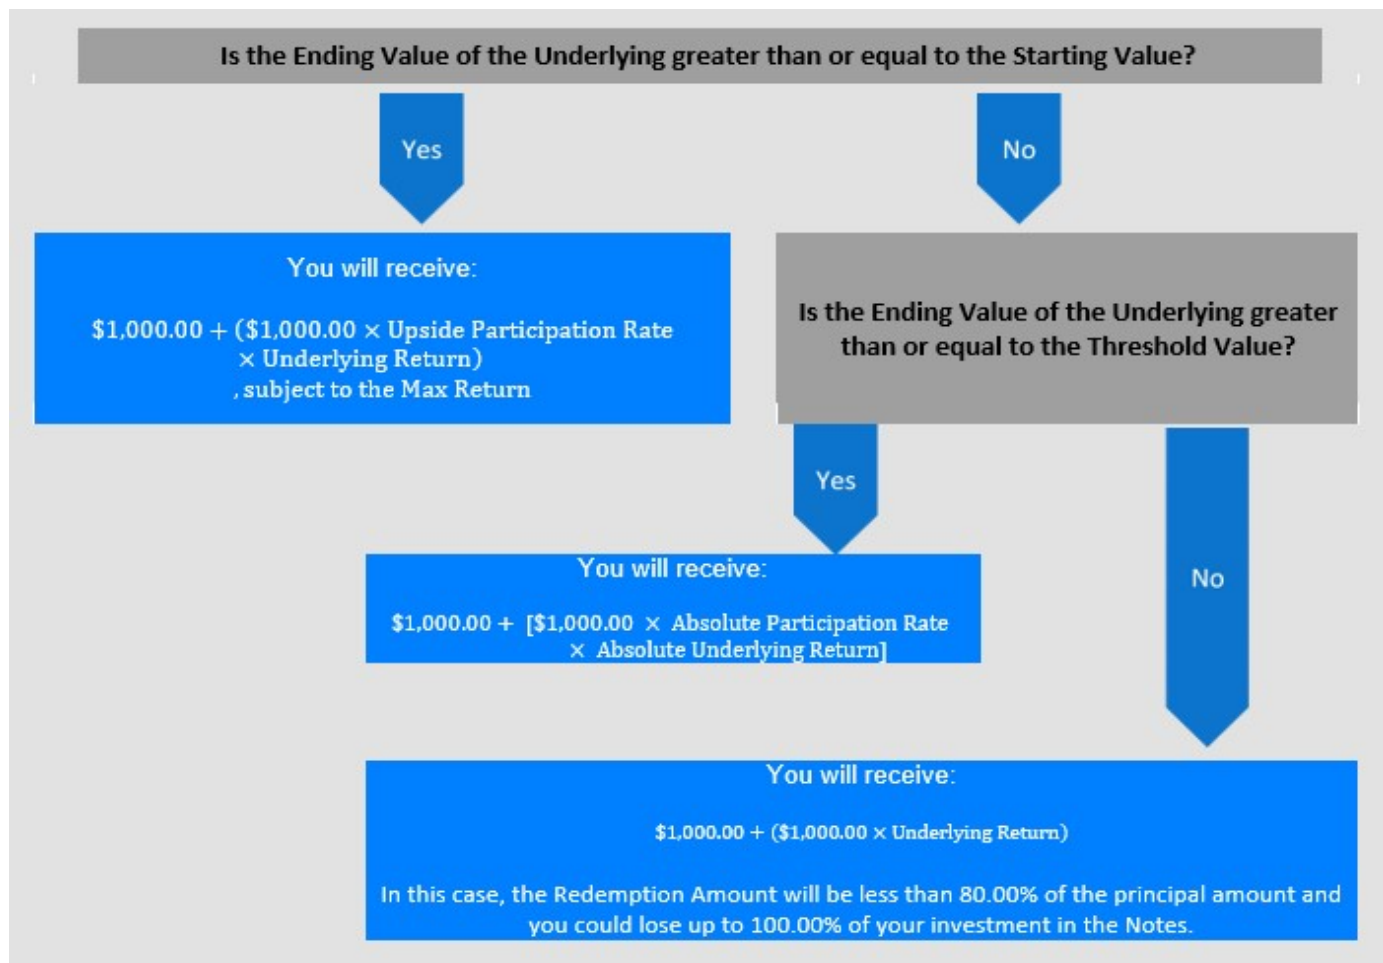 Is the Ending Value of the Underlying greater than or equal to the Starting Value?
Yes
No
You will receive:
$1,000.00 + ($1,000.00 × Upside Participation Rate
× Underlying Return)
, subject to the Max Return
Is the Ending Value of the Underlying greater
than or equal to the Threshold Value?
Yes
No
You will receive:
$1,000.00 + [$1,000.00 × Absolute Participation Rate
× Absolute Underlying Return]
You will receive:
$1,000.00 + ($1,000.00 × Underlying Return)
In this case, the Redemption Amount will be less than 80.00% of the principal amount and
you could lose up to 100.00% of your investment in the Notes.